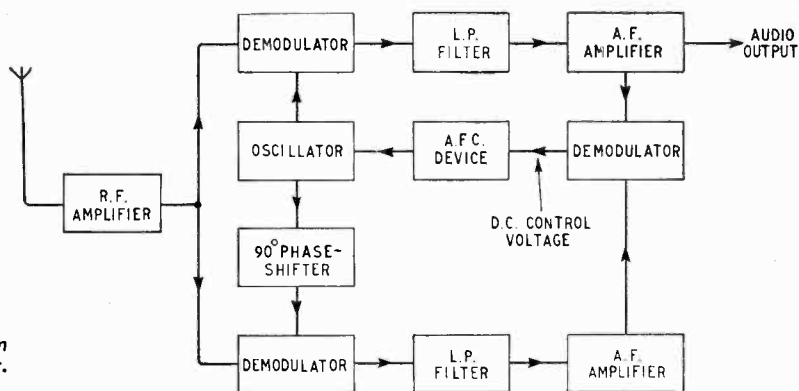 DEMODULATOR
L.P.
FILTER
A.F.
AMPLIFIER
AUDIO
OUTPUT
OSCILLATOR
A.F.C.
DEVICE
DEMODULATOR
R.F.
AMPLIFIER
D.C. CONTROL
VOLTAGE
90° PHASE-
SHIFTER
DEMODULATOR
L.P.
FILTER
A.F.
AMPLIFIER